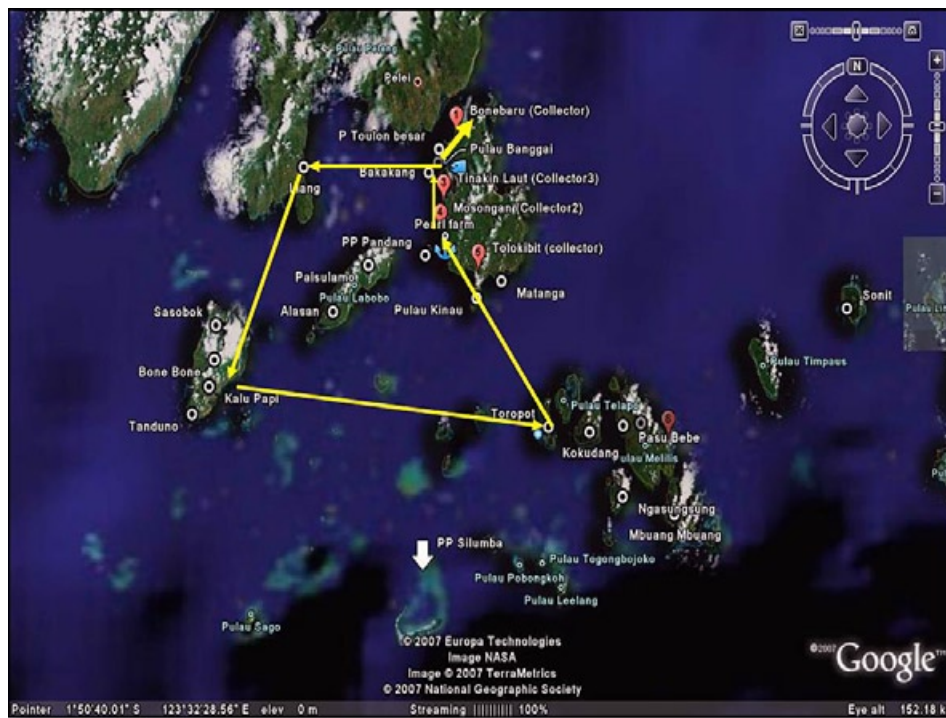 Pulau Peleng
Pelei
Bonebaru (Collector)
P Toulon besar
Pulau Banggai
Bakakang
Liang
Tinakin Laut (Collector3)
Mosongan (Collector2)
Pearl farm
PP Pandang
Tolokibit (collector)
Paisulamo
Pulau Labobo
Matanga
Alasan
Pulau Kinau
Sonit
Sasobok
Pulau Timpaus
Bone Bone
Kalu Papi
Tanduno
Toropot
Pulau Telapo
Kokudang
Pasu Bebe
ulau Melilis
Ngasungsung
Mbuang Mbuang
PP Silumba
Pulau Togongbojoko
Pulau Pobongkoh
Pulau Leelang
Pulau Sago
N
© 2007 Europa Technologies
Image NASA
Image © 2007 TerraMetrics
© 2007 National Geographic Society
©2007 Google™
Pointer 1°50'40.01" S 123°32'28.56" E elev 0 m Streaming 100% Eye alt 152.18 k